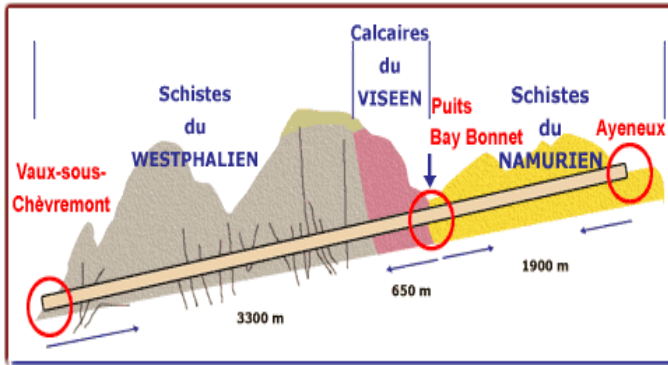 Calcaires
du
VISEEN
Schistes
du
WESTPHALIEN
Puits
Bay Bonnet
Schistes
du
NAMURIEN
Ayeneux
Vaux-sous-
Chèvremont
1900 m
650 m
3300 m